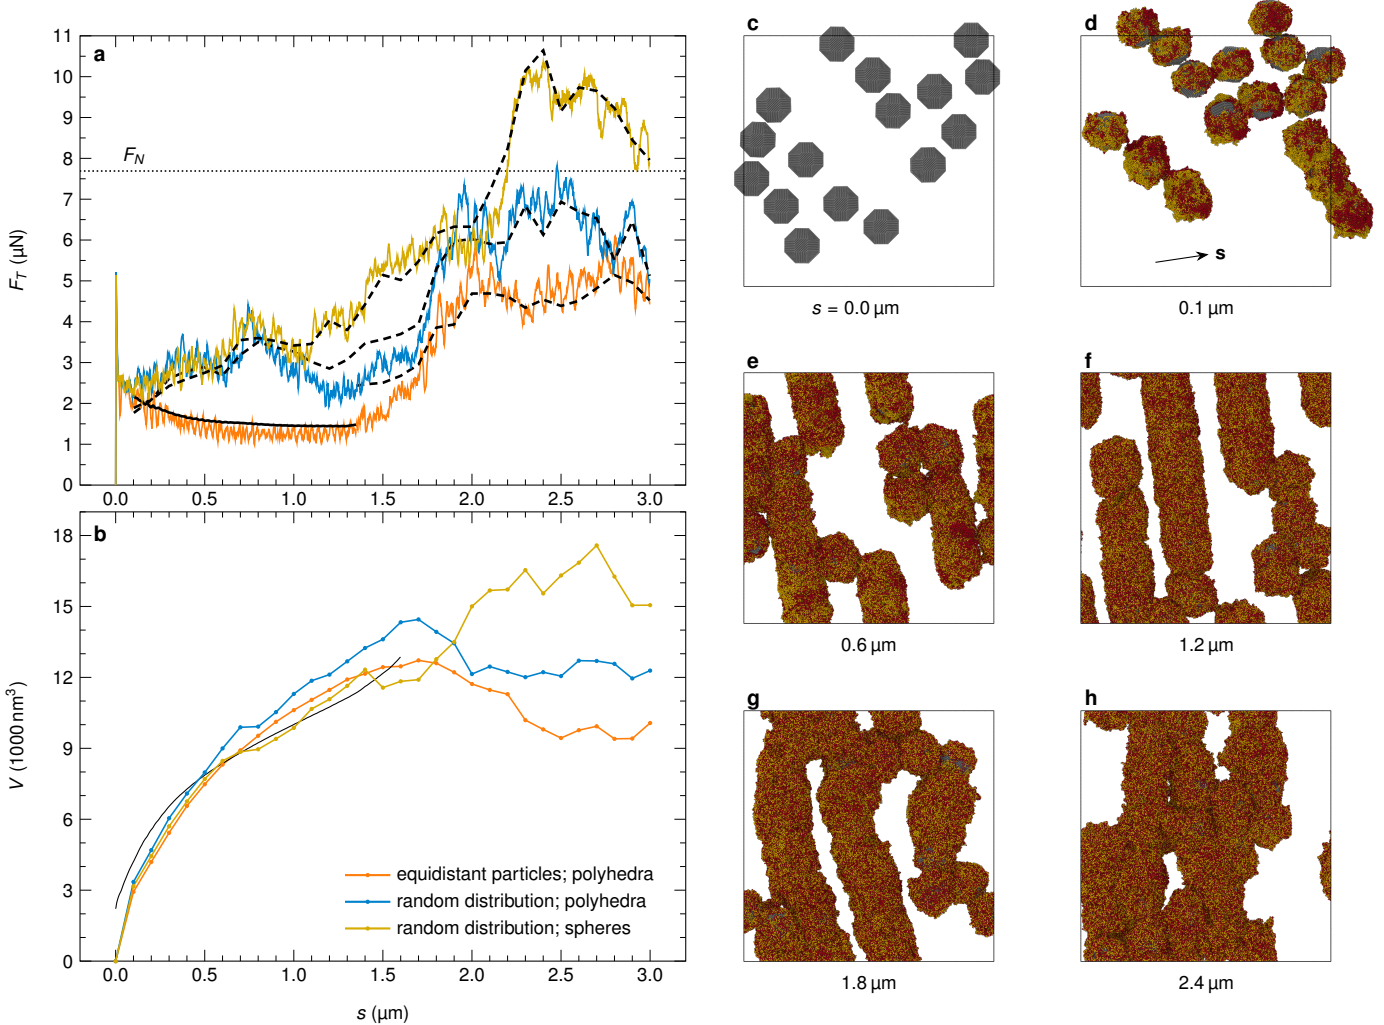 a
11
10
9
8
7
6
5
4
3
2
1
0
F_T (μN)
F_N
0.0 0.5 1.0 1.5 2.0 2.5 3.0
b
18
15
12
9
6
3
0
V (1000 nm³)
equidistant particles; polyhedra
random distribution; polyhedra
random distribution; spheres
0.0 0.5 1.0 1.5 2.0 2.5 3.0
s (μm)
c
s = 0.0 μm
d
s
0.1 μm
e
0.6 μm
f
1.2 μm
g
1.8 μm
h
2.4 μm